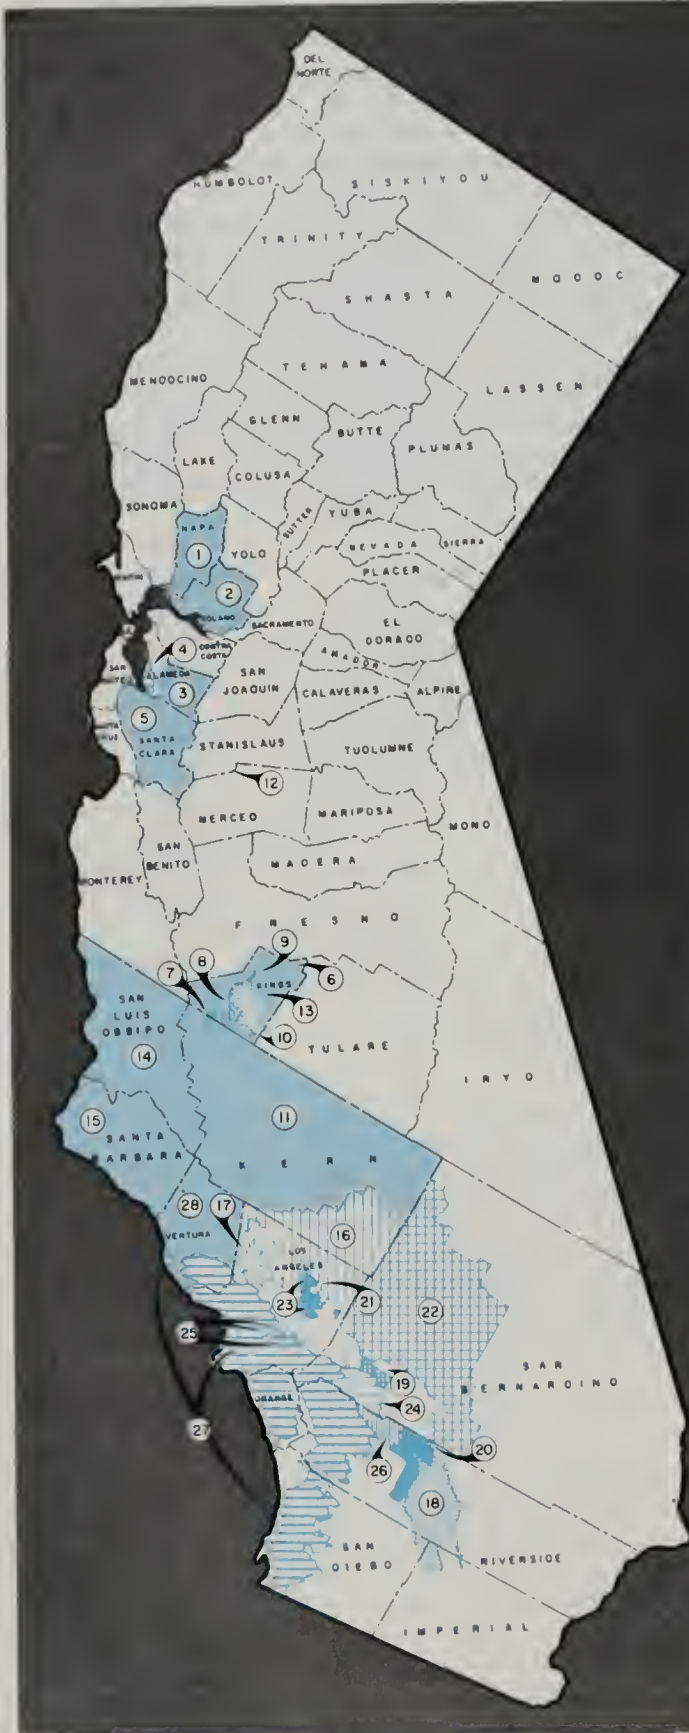 DEL
NORTE
HUMBOLDT
SISKIYOU
TRINITY
MODOC
SHASTA
TEHAMA
MENDOCINO
LASSEN
GLENN
BUTTE
PLUMAS
LAKE
COLUSA
SONOMA
SUTTER
YUBA
NAPA
1
YOLO
NEVADA
SIERRA
PLACER
2
SOLANO
SACRAMENTO
EL
DORADO
4
CONTRA
COSTA
AMADOR
SAN
ALAMEDA
3
SAN
JOAQUIN
CALAVERAS
ALPINE
5
SANTA
CLARA
STANISLAUS
TUOLUMNE
12
MERCED
MARIPOSA
MONO
SAN
BENITO
MADERA
MONTEREY
FRESNO
9
8
7
6
KINGS
13
10
TULARE
SAN
LUIS
OBBIPO
14
IRYO
15
SANTA
BARBARA
11
KERN
28
17
VENTURA
16
LOS
ANGELES
23
21
22
25
SAN
BERNARDINO
19
ORANGE
24
27
20
26
18
SAN
DIEBO
RIVERSIDE
IMPERIAL